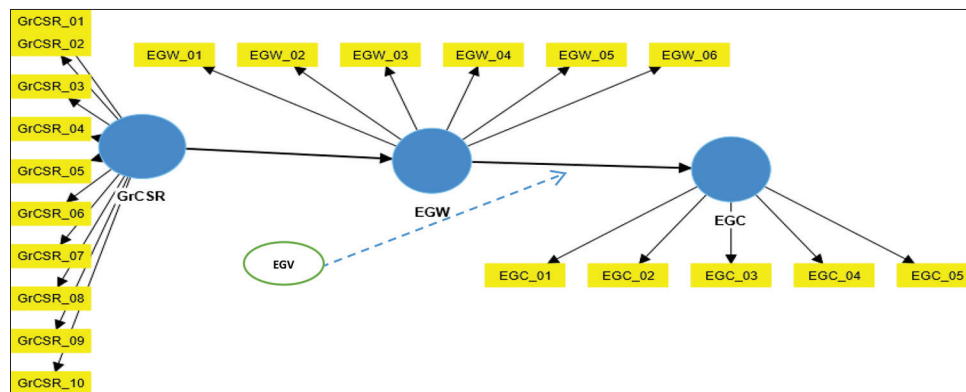 GrCSR_01
GrCSR_02
GrCSR_03
GrCSR_04
GrCSR_05
GrCSR_06
GrCSR_07
GrCSR_08
GrCSR_09
GrCSR_10
GrCSR
EGW_01
EGW_02
EGW_03
EGW_04
EGW_05
EGW_06
EGW
EGV
EGC
EGC_01
EGC_02
EGC_03
EGC_04
EGC_05